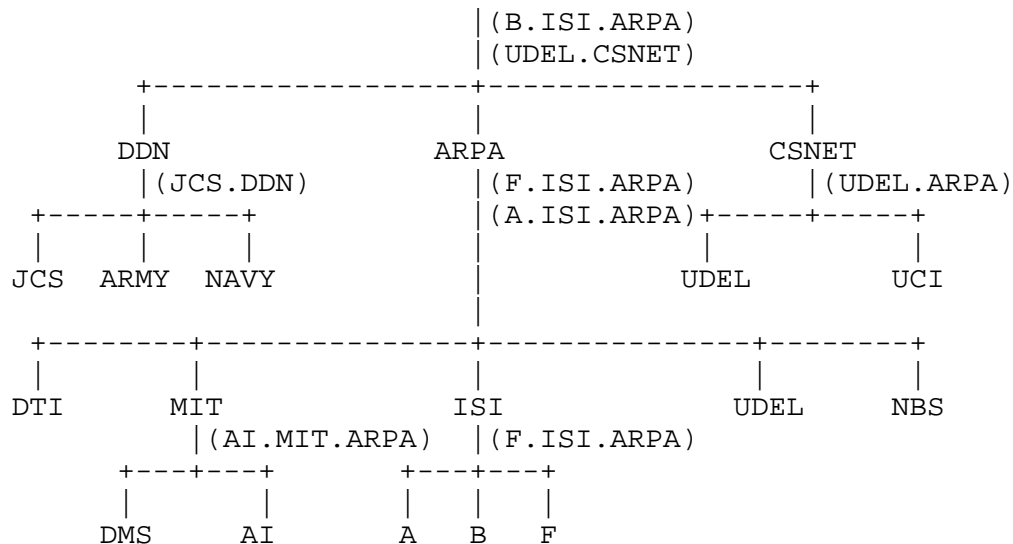 (B.ISI.ARPA)
(UDEL.CSNET)
DDN ARPA CSNET
(JCS.DDN) (F.ISI.ARPA) (UDEL.ARPA)
(A.ISI.ARPA)
JCS ARMY NAVY UDEL UCI
DTI MIT ISI UDEL NBS
(AI.MIT.ARPA) (F.ISI.ARPA)
DMS AI A B F